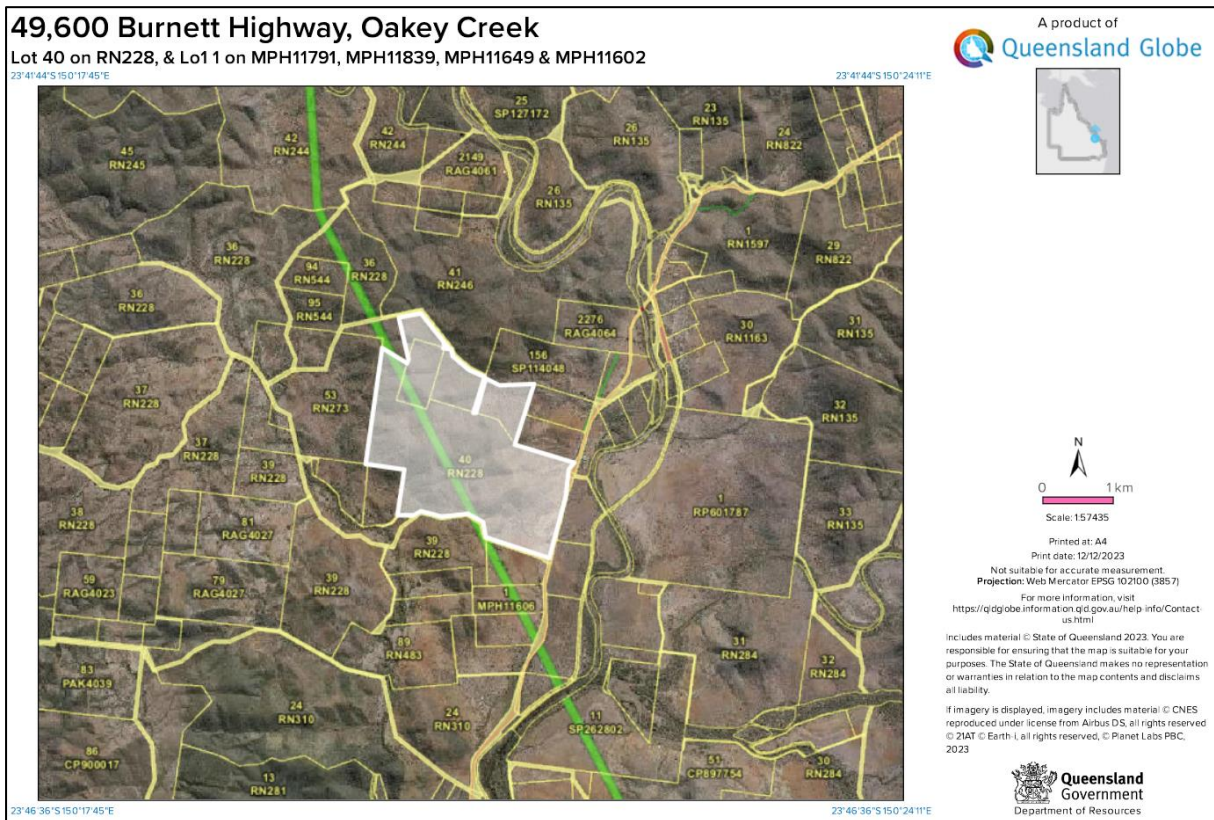 49,600 Burnett Highway, Oakey Creek
Lot 40 on RN228, & Lo1 1 on MPH11791, MPH11839, MPH11649 & MPH11602
23°41'44"S 150°17'45"E
23°41'44"S 150°24'11"E
25
SP127172
23
RN135
42
RN244
42
RN244
26
RN135
24
RN822
45
RN245
2149
RAG4061
26
RN135
1
RN1597
29
RN822
36
RN228
36
RN228
94
RN544
41
RN246
36
RN228
95
RN544
2276
RAG4064
30
RN1163
31
RN135
156
SP114048
37
RN228
53
RN273
32
RN135
37
RN228
39
RN228
40
RN228
38
RN228
81
RAG4027
1
RP601787
33
RN135
39
RN228
59
RAG4023
79
RAG4027
39
RN228
1
MPH11606
89
RN483
31
RN284
32
RN284
83
PAK4039
24
RN310
24
RN310
11
SP262802
86
CP900017
13
RN281
51
CP897754
30
RN284
23°46'36"S 150°17'45"E
23°46'36"S 150°24'11"E
A product of
Queensland Globe
N
0 1 km
Scale: 1:57435
Printed at: A4
Print date: 12/12/2023
Not suitable for accurate measurement.
Projection: Web Mercator EPSG 102100 (3857)
For more information, visit
https://qldglobe.information.qld.gov.au/help-info/Contact-
us.html
Includes material © State of Queensland 2023. You are
responsible for ensuring that the map is suitable for your
purposes. The State of Queensland makes no representation
or warranties in relation to the map contents and disclaims
all liability.
If imagery is displayed, imagery includes material © CNES
reproduced under license from Airbus DS, all rights reserved
© 21AT © Earth-i, all rights reserved, © Planet Labs PBC,
2023
Queensland
Government
Department of Resources